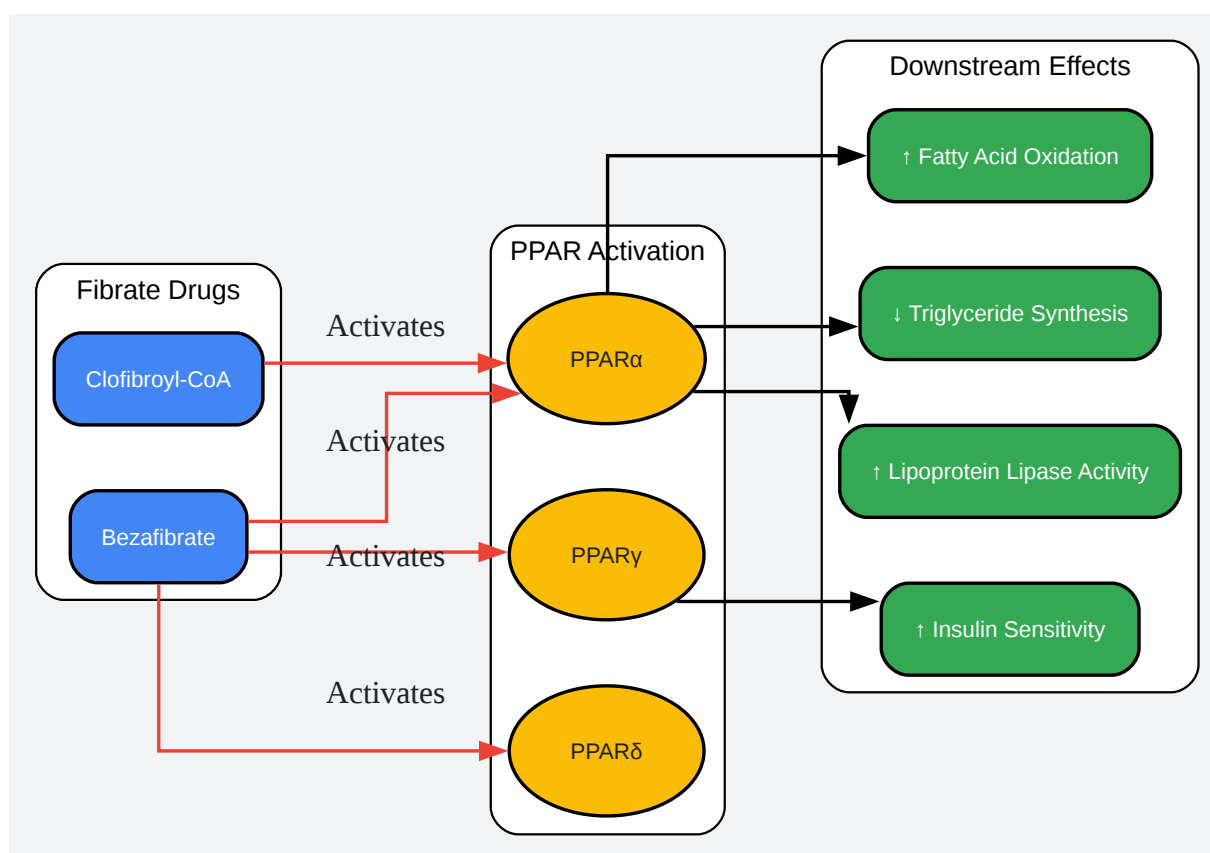 Fibrate Drugs
Clofibroyl-CoA
Bezafibrate
Activates
Activates
Activates
Activates
PPAR Activation
PPARα
PPARγ
PPARδ
Downstream Effects
↑ Fatty Acid Oxidation
↓ Triglyceride Synthesis
↑ Lipoprotein Lipase Activity
↑ Insulin Sensitivity